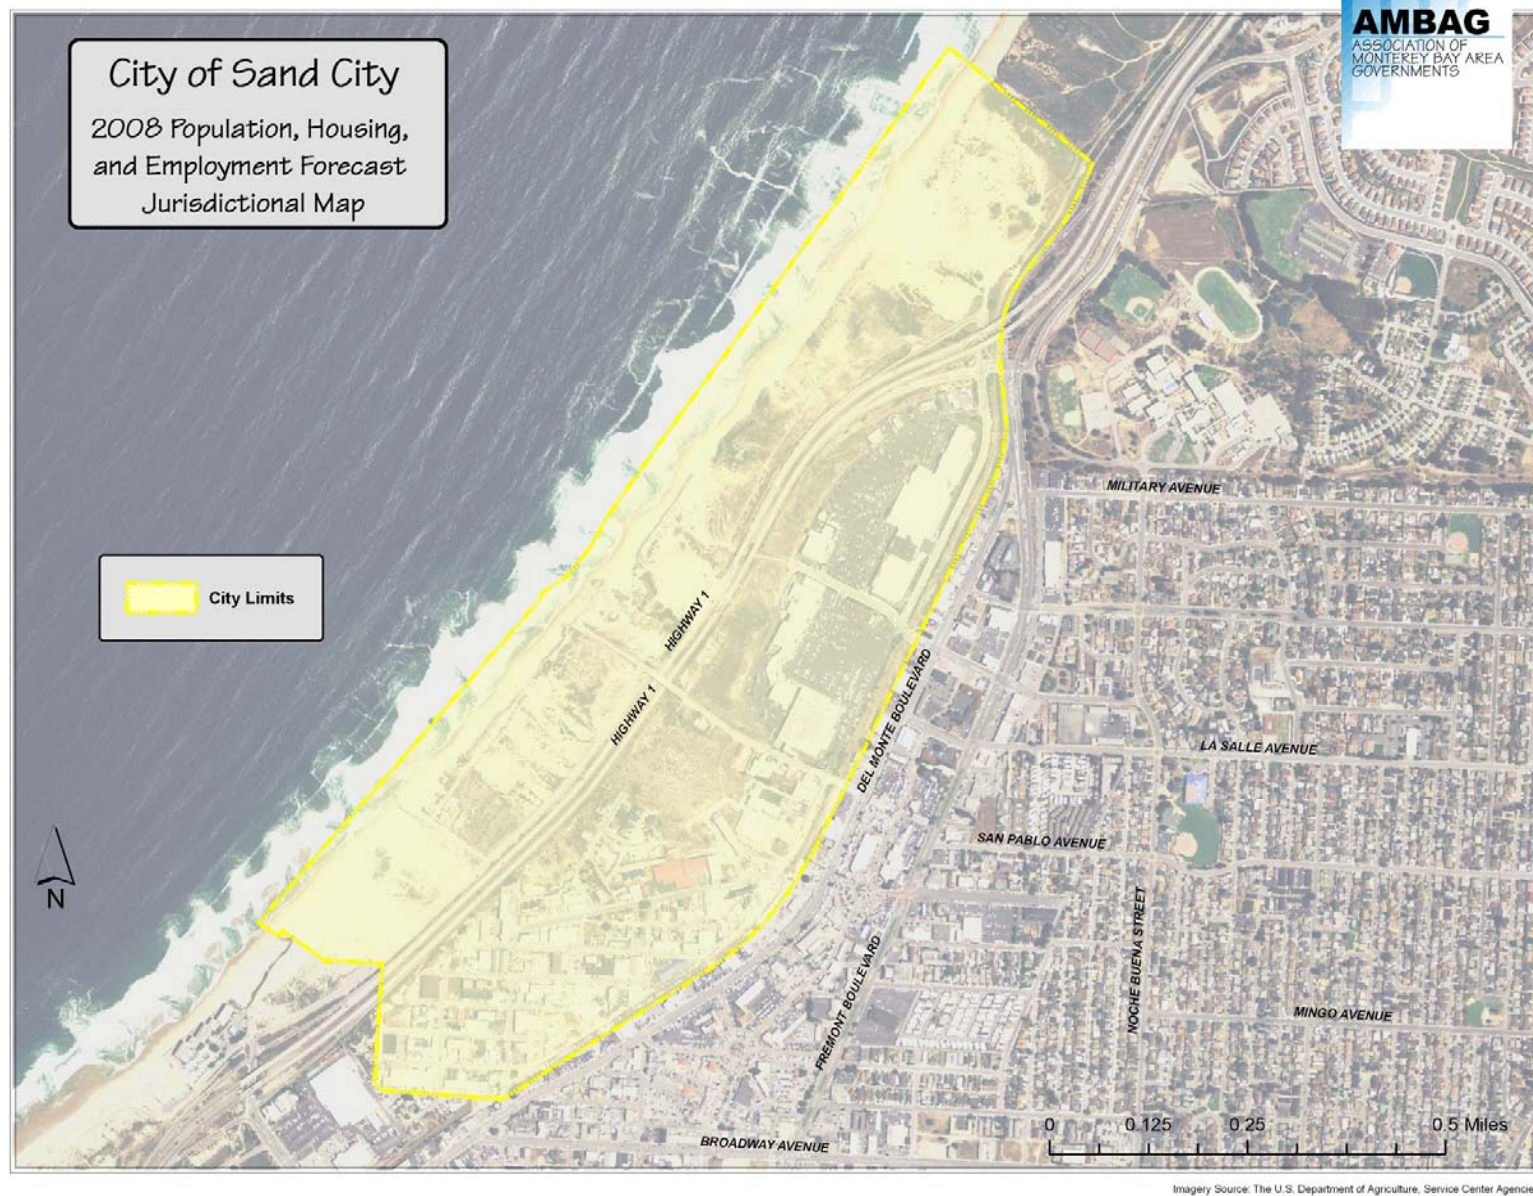 City of Sand City
2008 Population, Housing,
and Employment Forecast
Jurisdictional Map
AMBAG
ASSOCIATION OF
MONTEREY BAY AREA
GOVERNMENTS
MILITARY AVENUE
City Limits
HIGHWAY 1
HIGHWAY 1
DEL MONTE BOULEVARD
LA SALLE AVENUE
SAN PABLO AVENUE
N
NOCHE BUENA STREET
FREMONT BOULEVARD
MINGO AVENUE
BROADWAY AVENUE
0 0.125 0.25 0.5 Miles
Imagery Source: The U.S. Department of Agriculture, Service Center Agencie